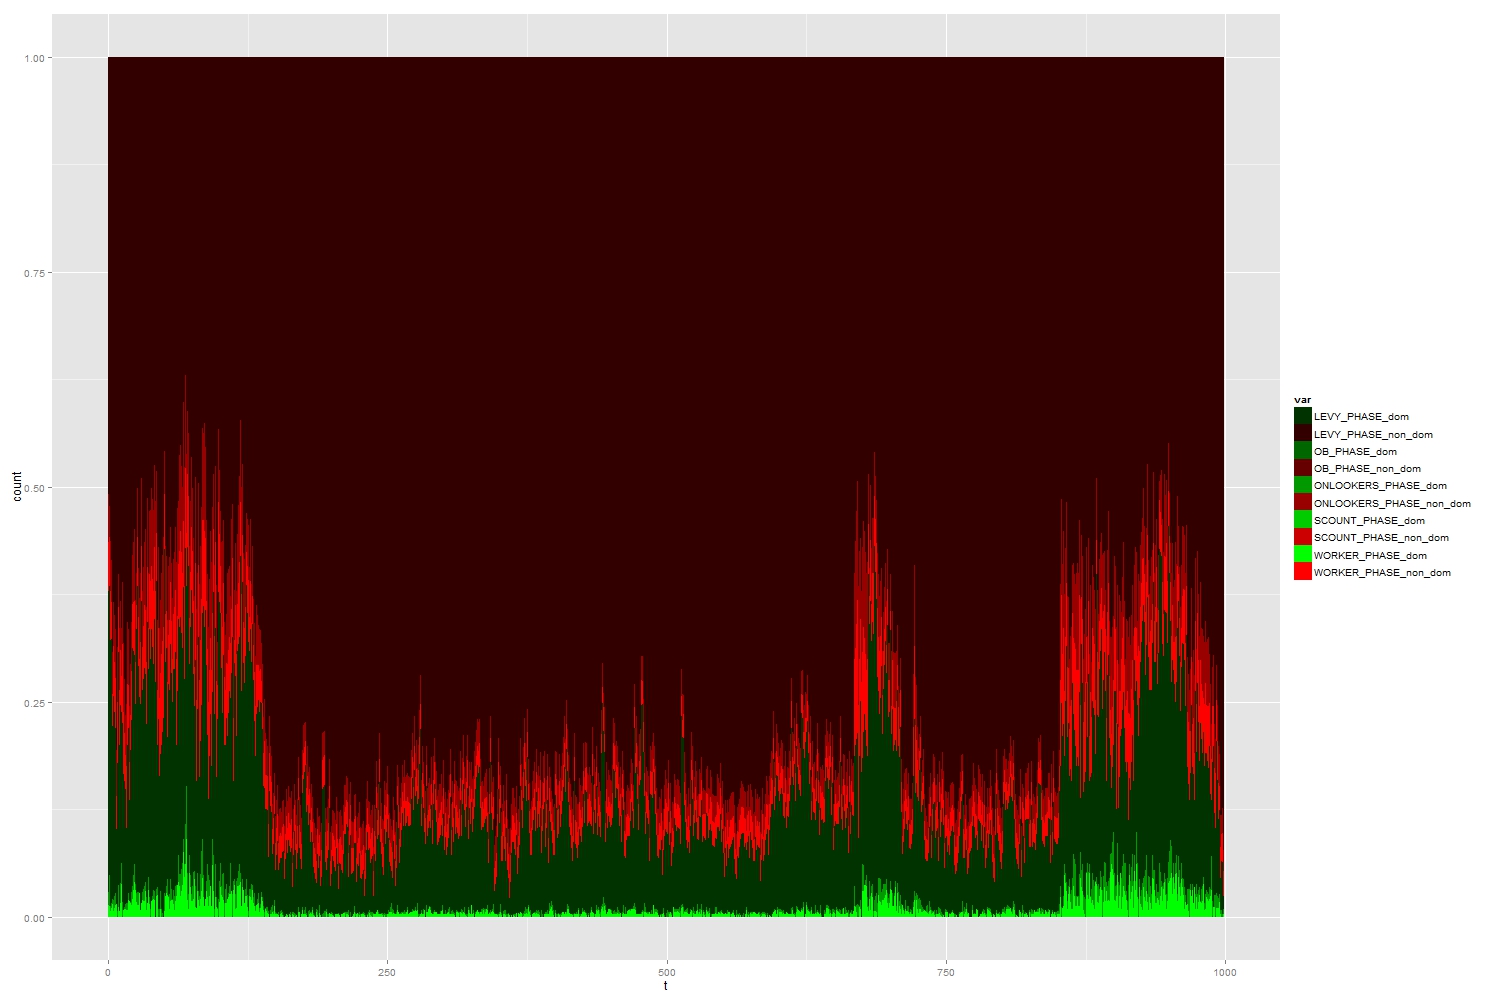 1.00
0.75
0.50
0.25
0.00
count
0
250
500
750
1000
t
var
LEVY_PHASE_dom
LEVY_PHASE_non_dom
OB_PHASE_dom
OB_PHASE_non_dom
ONLOOKERS_PHASE_dom
ONLOOKERS_PHASE_non_dom
SCOUNT_PHASE_dom
SCOUNT_PHASE_non_dom
WORKER_PHASE_dom
WORKER_PHASE_non_dom